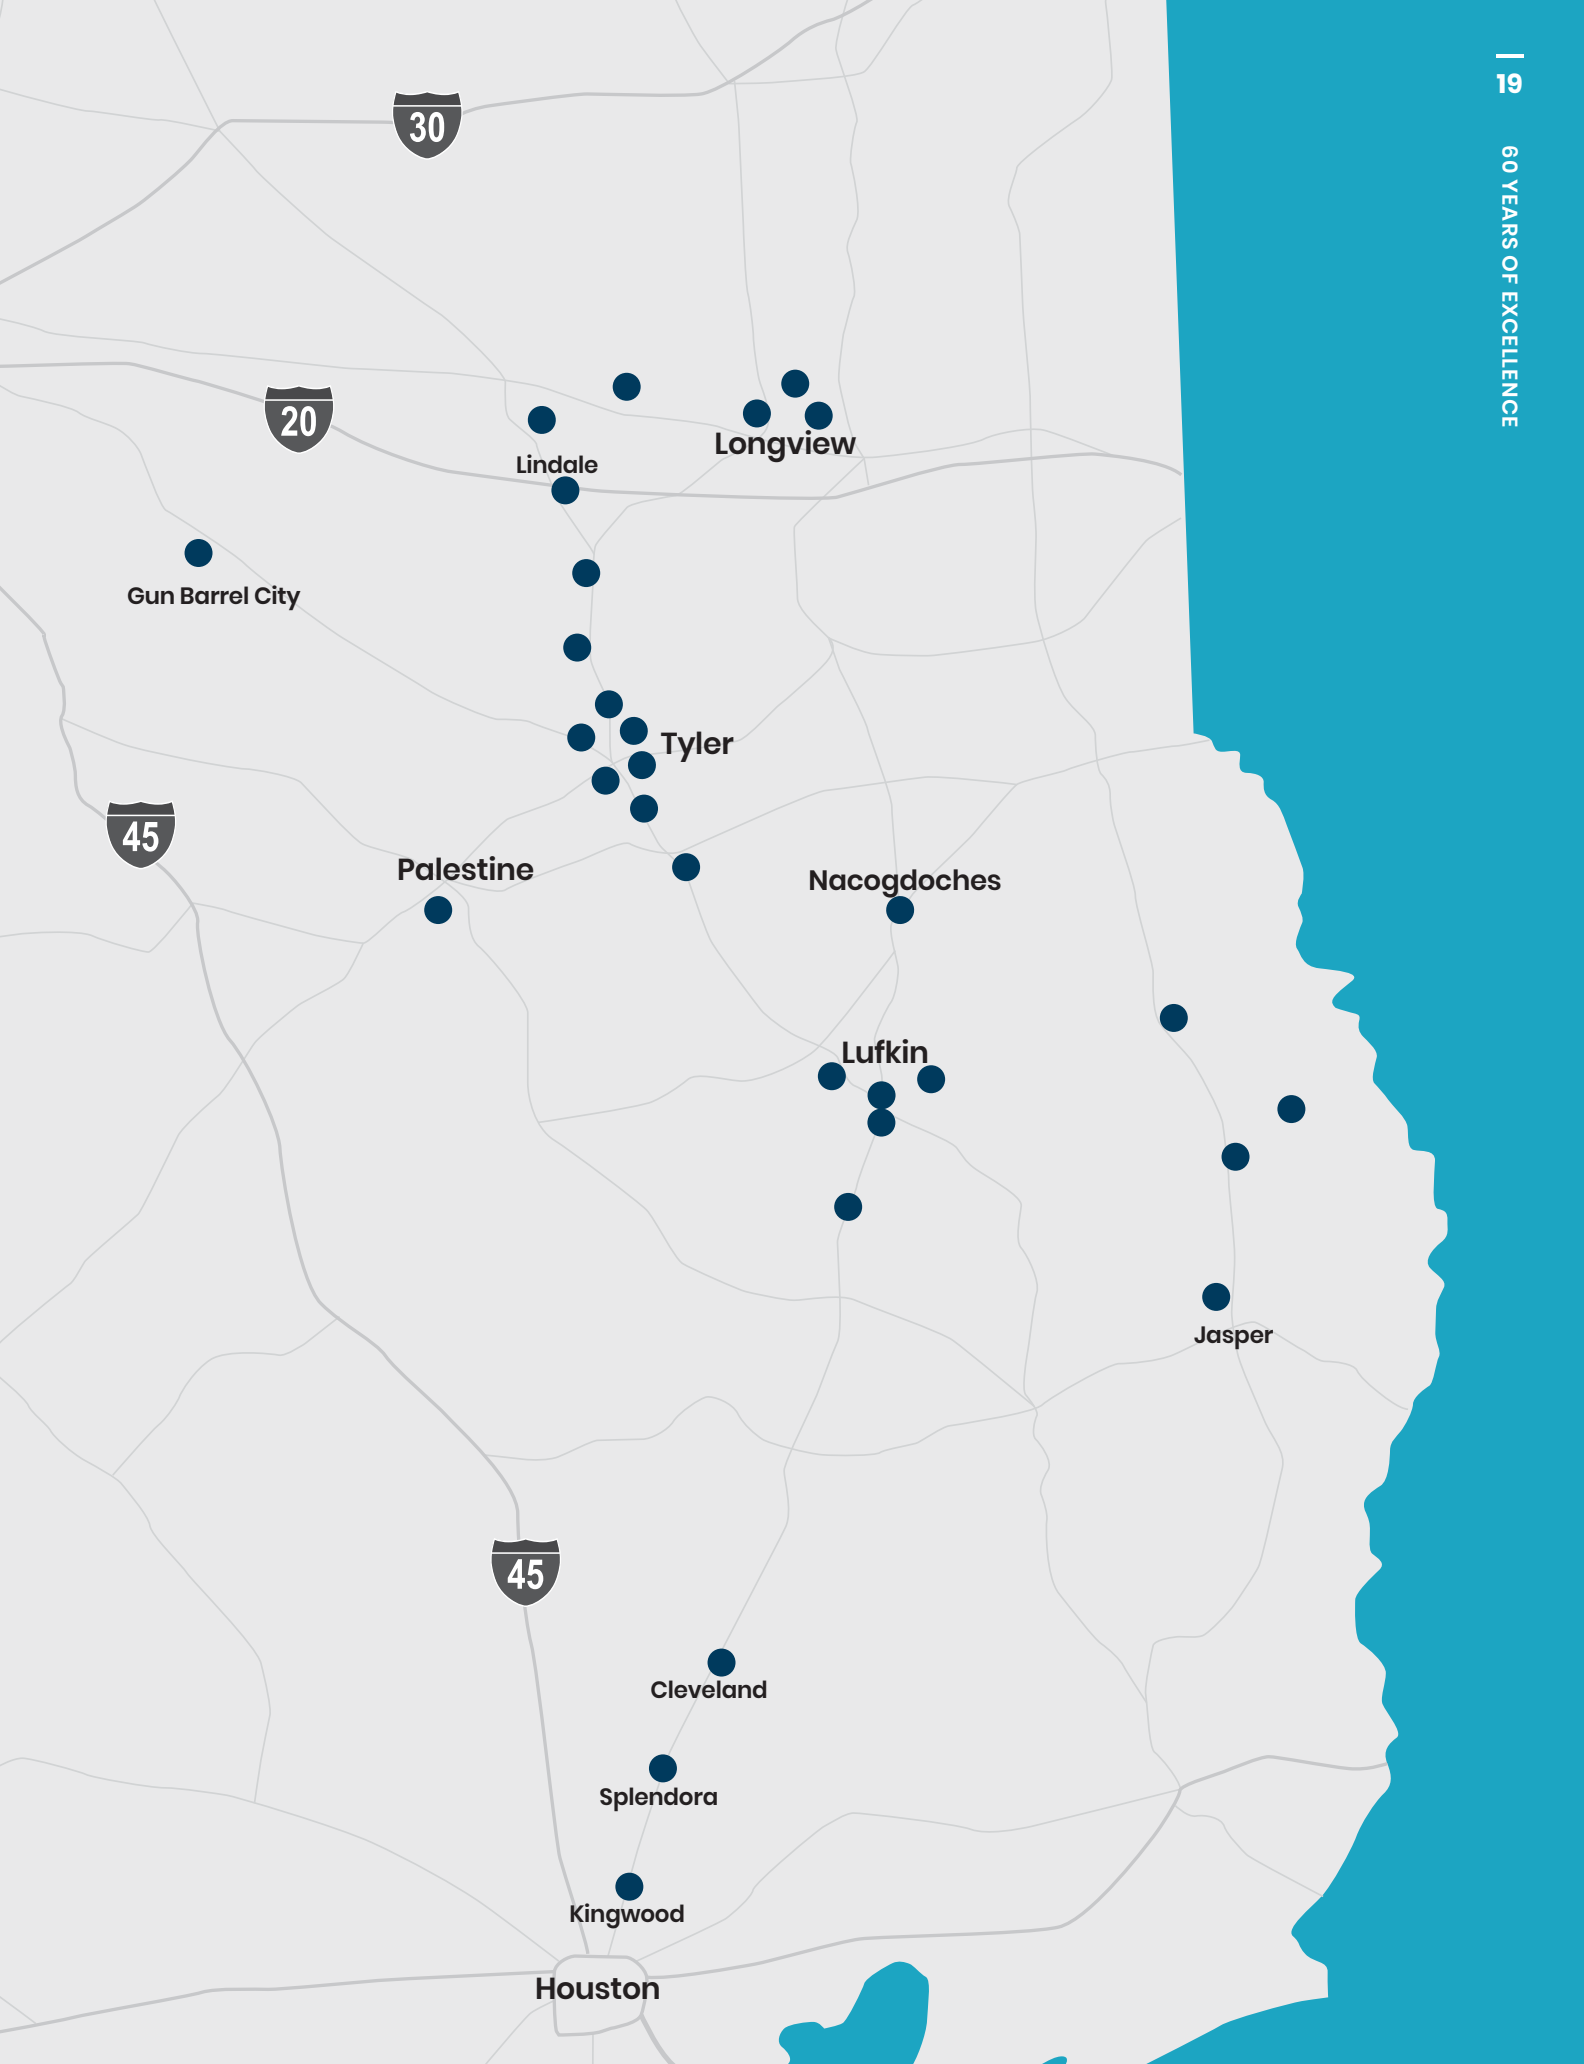 19
60 YEARS OF EXCELLENCE
30
20
Longview
Lindale
Gun Barrel City
Tyler
45
Palestine
Nacogdoches
Lufkin
Jasper
45
Cleveland
Splendora
Kingwood
Houston